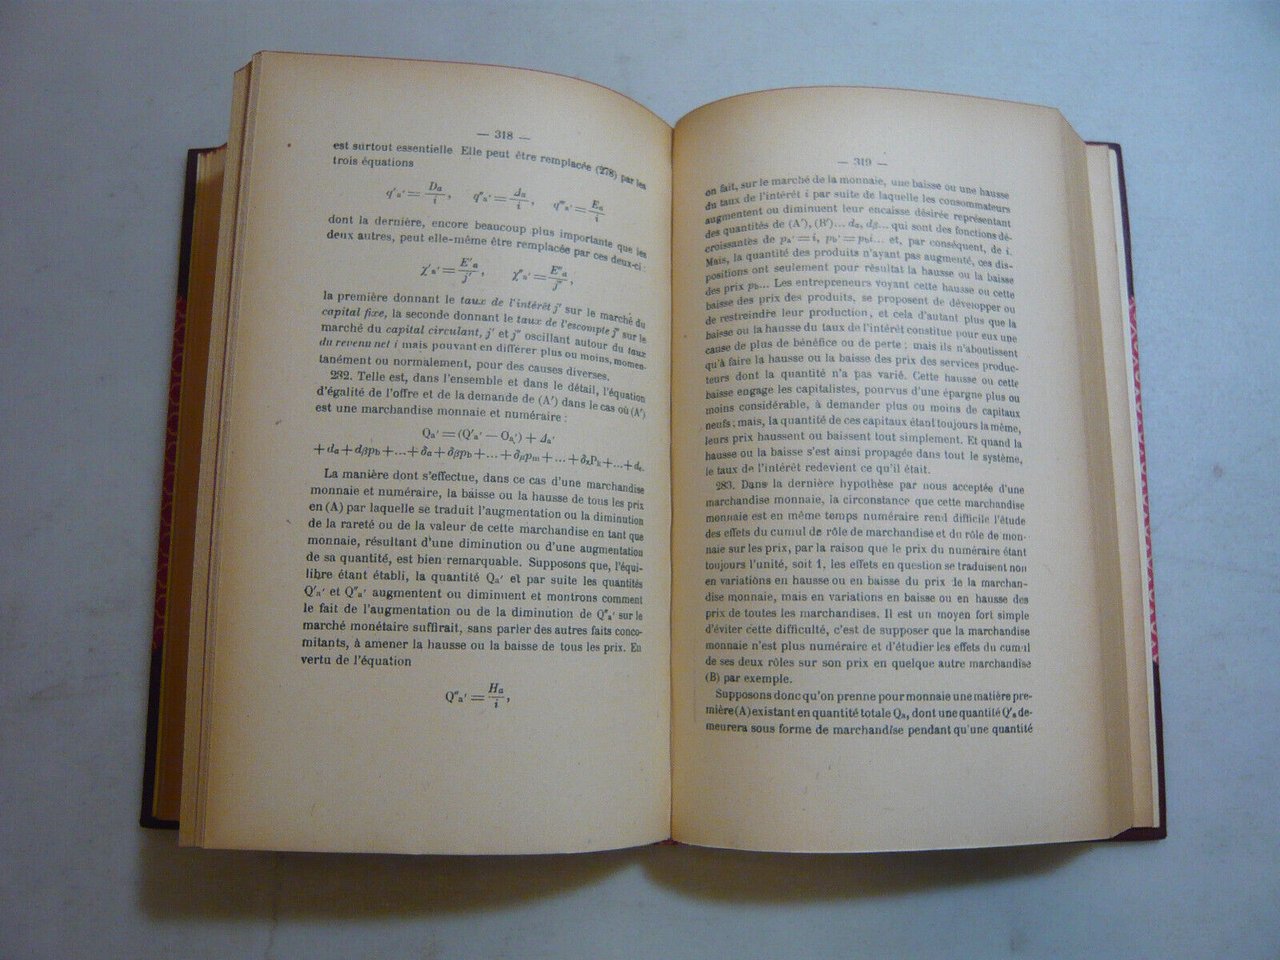 — 318 —
est surtout essentielle Elle peut être remplacée (278) par les
trois équations
q'ₐ' = Dₐ/i, q''ₐ' = Δₐ/i, q'''ₐ' = Eₐ/i
dont la dernière, encore beaucoup plus importante que les
deux autres, peut elle-même être remplacée par ces deux-ci :
χ'ₐ' = E'ₐ/j', χ''ₐ' = E''ₐ/j'',
la première donnant le taux de l'intérêt j' sur le marché du
capital fixe, la seconde donnant le taux de l'escompte j'' sur le
marché du capital circulant, j' et j'' oscillant autour du taux
du revenu net i mais pouvant en différer plus ou moins, momen-
tanément ou normalement, pour des causes diverses.
282. Telle est, dans l'ensemble et dans le détail, l'équation
d'égalité de l'offre et de la demande de (A') dans le cas où (A')
est une marchandise monnaie et numéraire :
Qₐ' = (Q'ₐ' — Oₐ') + Δₐ'
+ dₐ + dβpb + ... + δₐ + δβpb + ... + δμpm + ... + δkPk + ... + dₑ
La manière dont s'effectue, dans ce cas d'une marchandise
monnaie et numéraire, la baisse ou la hausse de tous les prix
en (A) par laquelle se traduit l'augmentation ou la diminution
de la rareté ou de la valeur de cette marchandise en tant que
monnaie, résultant d'une diminution ou d'une augmentation
de sa quantité, est bien remarquable. Supposons que, l'équi-
libre étant établi, la quantité Qₐ' et par suite les quantités
Q'ₐ' et Q''ₐ' augmentent ou diminuent et montrons comment
le fait de l'augmentation ou de la diminution de Q''ₐ' sur le
marché monétaire suffirait, sans parler des autres faits conco-
mitants, à amener la hausse ou la baisse de tous les prix. En
vertu de l'équation
Q''ₐ' = Hₐ/i,
— 319 —
on fait, sur le marché de la monnaie, une baisse ou une hausse
du taux de l'intérêt i par suite de laquelle les consommateurs
augmentent ou diminuent leur encaisse désirée représentant
des quantités de (A'), (B')... dₐ, dβ... qui sont des fonctions dé-
croissantes de pₐ' = i, pb' = pbi... et, par conséquent, de i.
Mais, la quantité des produits n'ayant pas augmenté, ces dis-
positions ont seulement pour résultat la hausse ou la baisse
des prix pb... Les entrepreneurs voyant cette hausse ou cette
baisse des prix des produits, se proposent de développer ou
de restreindre leur production, et cela d'autant plus que la
baisse ou la hausse du taux de l'intérêt constitue pour eux une
cause de plus de bénéfice ou de perte ; mais ils n'aboutissent
qu'à faire la hausse ou la baisse des prix des services produc-
teurs dont la quantité n'a pas varié. Cette hausse ou cette
baisse engage les capitalistes, pourvus d'une épargne plus ou
moins considérable, à demander plus ou moins de capitaux
neufs ; mais, la quantité de ces capitaux étant toujours la même,
leurs prix haussent ou baissent tout simplement. Et quand la
hausse ou la baisse s'est ainsi propagée dans tout le système,
le taux de l'intérêt redevient ce qu'il était.
283. Dans la dernière hypothèse par nous acceptée d'une
marchandise monnaie, la circonstance que cette marchandise
monnaie est en même temps numéraire rend difficile l'étude
des effets du cumul de rôle de marchandise et du rôle de mon-
naie sur les prix, par la raison que le prix du numéraire étant
toujours l'unité, soit 1, les effets en question se traduisent non
en variations en hausse ou en baisse du prix de la marchan-
dise monnaie, mais en variations en baisse ou en hausse des
prix de toutes les marchandises. Il est un moyen fort simple
d'éviter cette difficulté, c'est de supposer que la marchandise
monnaie n'est plus numéraire et d'étudier les effets du cumul
de ses deux rôles sur son prix en quelque autre marchandise
(B) par exemple.
Supposons donc qu'on prenne pour monnaie une matière pre-
mière (A) existant en quantité totale Qₐ, dont une quantité Q'ₐ de-
meurera sous forme de marchandise pendant qu'une quantité